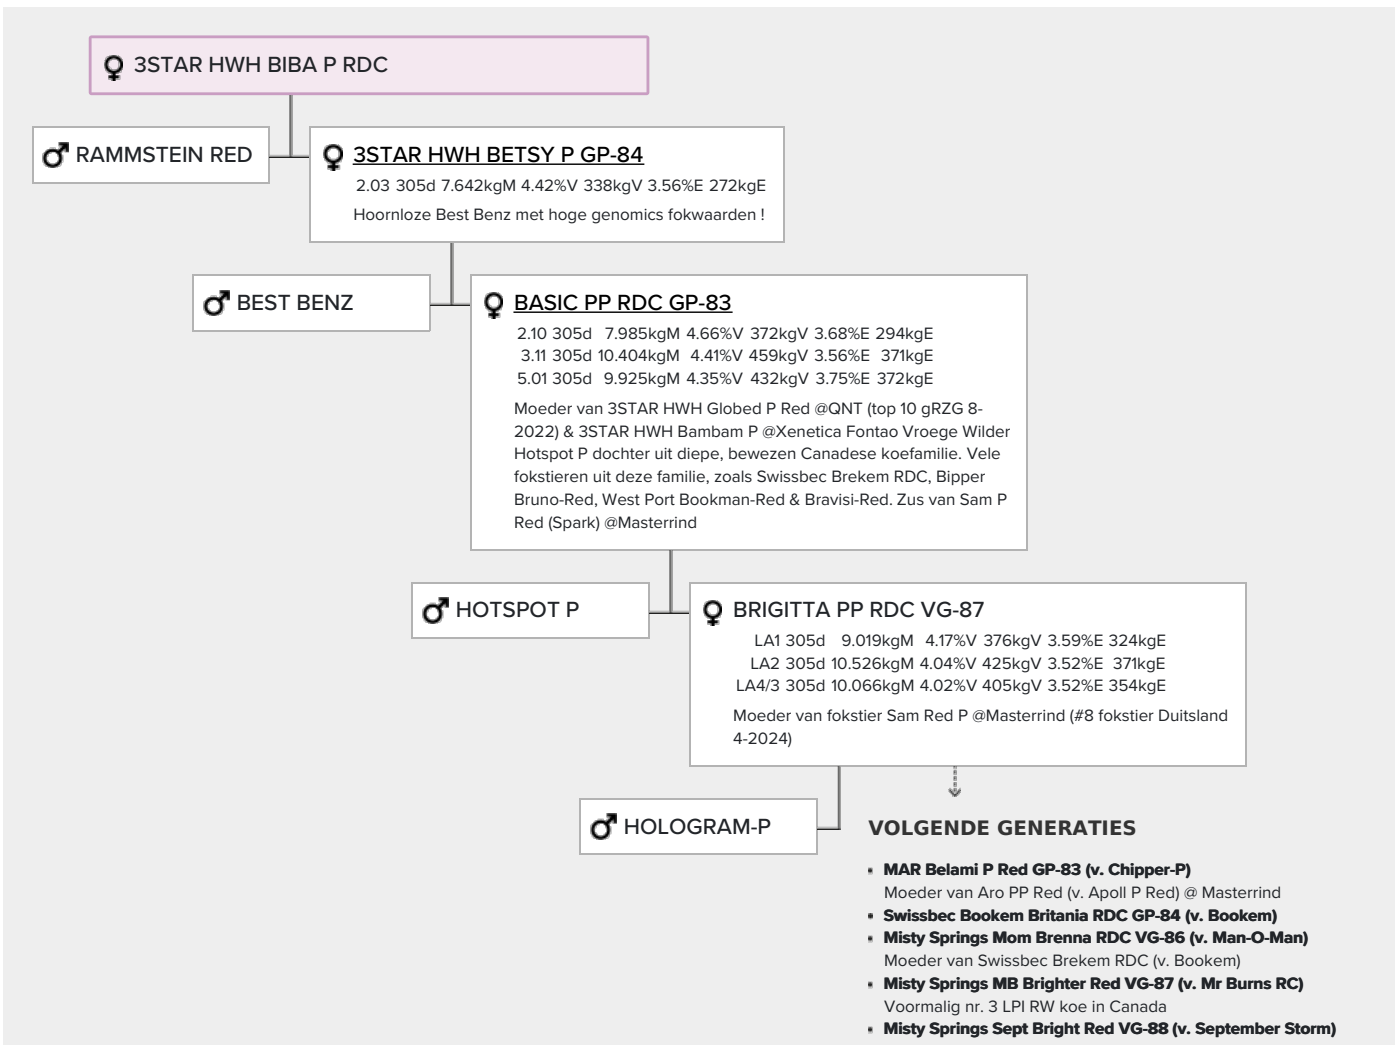 3STAR HWH BIBA P RDC
RAMMSTEIN RED
3STAR HWH BETSY P GP-84
2.03 305d 7.642kgM 4.42%V 338kgV 3.56%E 272kgE
Hoornloze Best Benz met hoge genomics fokwaarden !
BEST BENZ
BASIC PP RDC GP-83
2.10 305d 7.985kgM 4.66%V 372kgV 3.68%E 294kgE
3.11 305d 10.404kgM 4.41%V 459kgV 3.56%E 371kgE
5.01 305d 9.925kgM 4.35%V 432kgV 3.75%E 372kgE
Moeder van 3STAR HWH Globed P Red @QNT (top 10 gRZG 8-
2022) & 3STAR HWH Bambam P @Xenetica Fontao Vroege Wilder
Hotspot P dochter uit diepe, bewezen Canadese koefamilie. Vele
fokstieren uit deze familie, zoals Swissbec Brekem RDC, Bipper
Bruno-Red, West Port Bookman-Red & Bravisi-Red. Zus van Sam P
Red (Spark) @Masterrind
HOTSPOT P
BRIGITTA PP RDC VG-87
LA1 305d 9.019kgM 4.17%V 376kgV 3.59%E 324kgE
LA2 305d 10.526kgM 4.04%V 425kgV 3.52%E 371kgE
LA4/3 305d 10.066kgM 4.02%V 405kgV 3.52%E 354kgE
Moeder van fokstier Sam Red P @Masterrind (#8 fokstier Duitsland
4-2024)
HOLOGRAM-P
VOLGENDE GENERATIES
MAR Belami P Red GP-83 (v. Chipper-P)
Moeder van Aro PP Red (v. Apoll P Red) @ Masterrind
Swissbec Bookem Britania RDC GP-84 (v. Bookem)
Misty Springs Mom Brenna RDC VG-86 (v. Man-O-Man)
Moeder van Swissbec Brekem RDC (v. Bookem)
Misty Springs MB Brighter Red VG-87 (v. Mr Burns RC)
Voormalig nr. 3 LPI RW koe in Canada
Misty Springs Sept Bright Red VG-88 (v. September Storm)